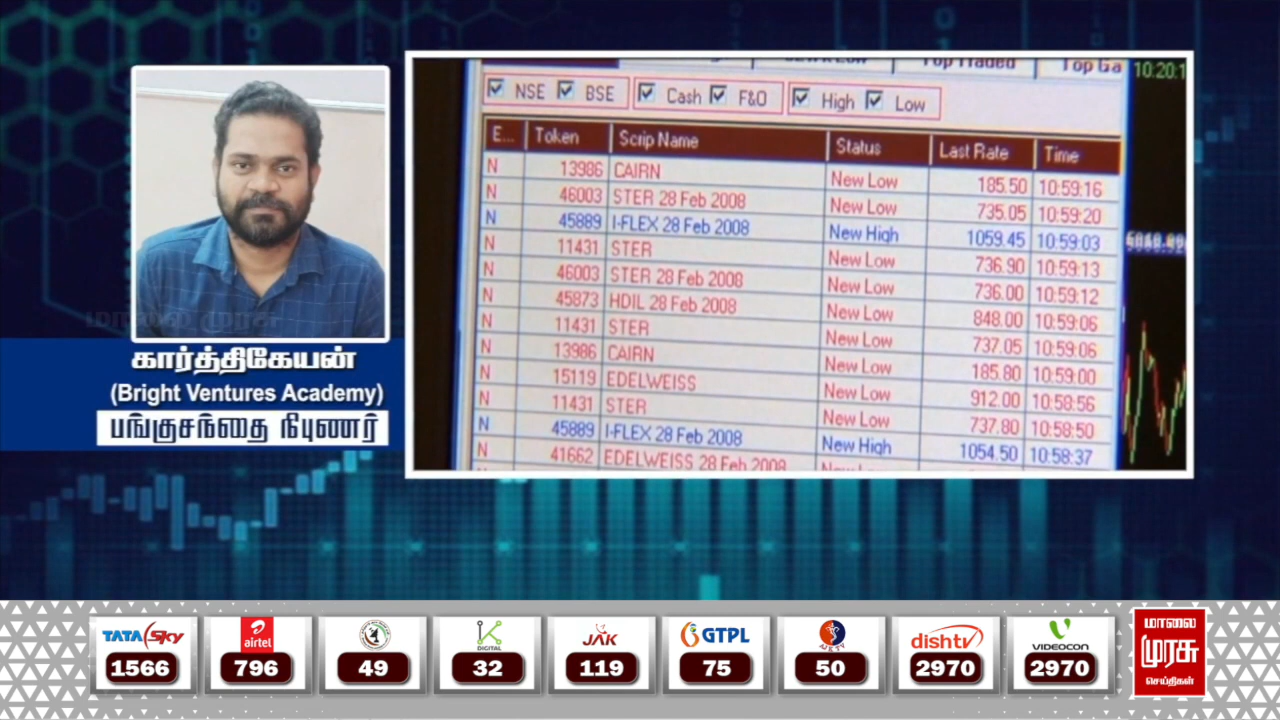 Top Traded
10:20:1
NSE BSE Cash F&O High Low
E... Token Scrip Name Status Last Rate Time
N 13986 CAIRN New Low 185.50 10:59:16
N 46003 STER 28 Feb 2008 New Low 735.05 10:59:20
N 45889 I-FLEX 28 Feb 2008 New High 1059.45 10:59:03
N 11431 STER New Low 736.90 10:59:13
N 46003 STER 28 Feb 2008 New Low 736.00 10:59:12
N 45873 HDIL 28 Feb 2008 New Low 848.00 10:59:06
N 11431 STER New Low 737.05 10:59:06
N 13986 CAIRN New Low 185.80 10:59:00
N 15119 EDELWEISS New Low 912.00 10:58:56
N 11431 STER New Low 737.80 10:58:50
N 45889 I-FLEX 28 Feb 2008 New High 1054.50 10:58:37
N 41662 EDELWEISS 28 Feb 2008 New Low
மாலை முரசு
கார்த்திகேயன்
(Bright Ventures Academy)
பங்குசந்தை நிபுணர்
TATA Sky
1566
airtel
796
49
DIGITAL
32
JAK
119
GTPL
75
50
dishtv
2970
VIDEOCON
2970
மாலை
முரசு
செய்திகள்